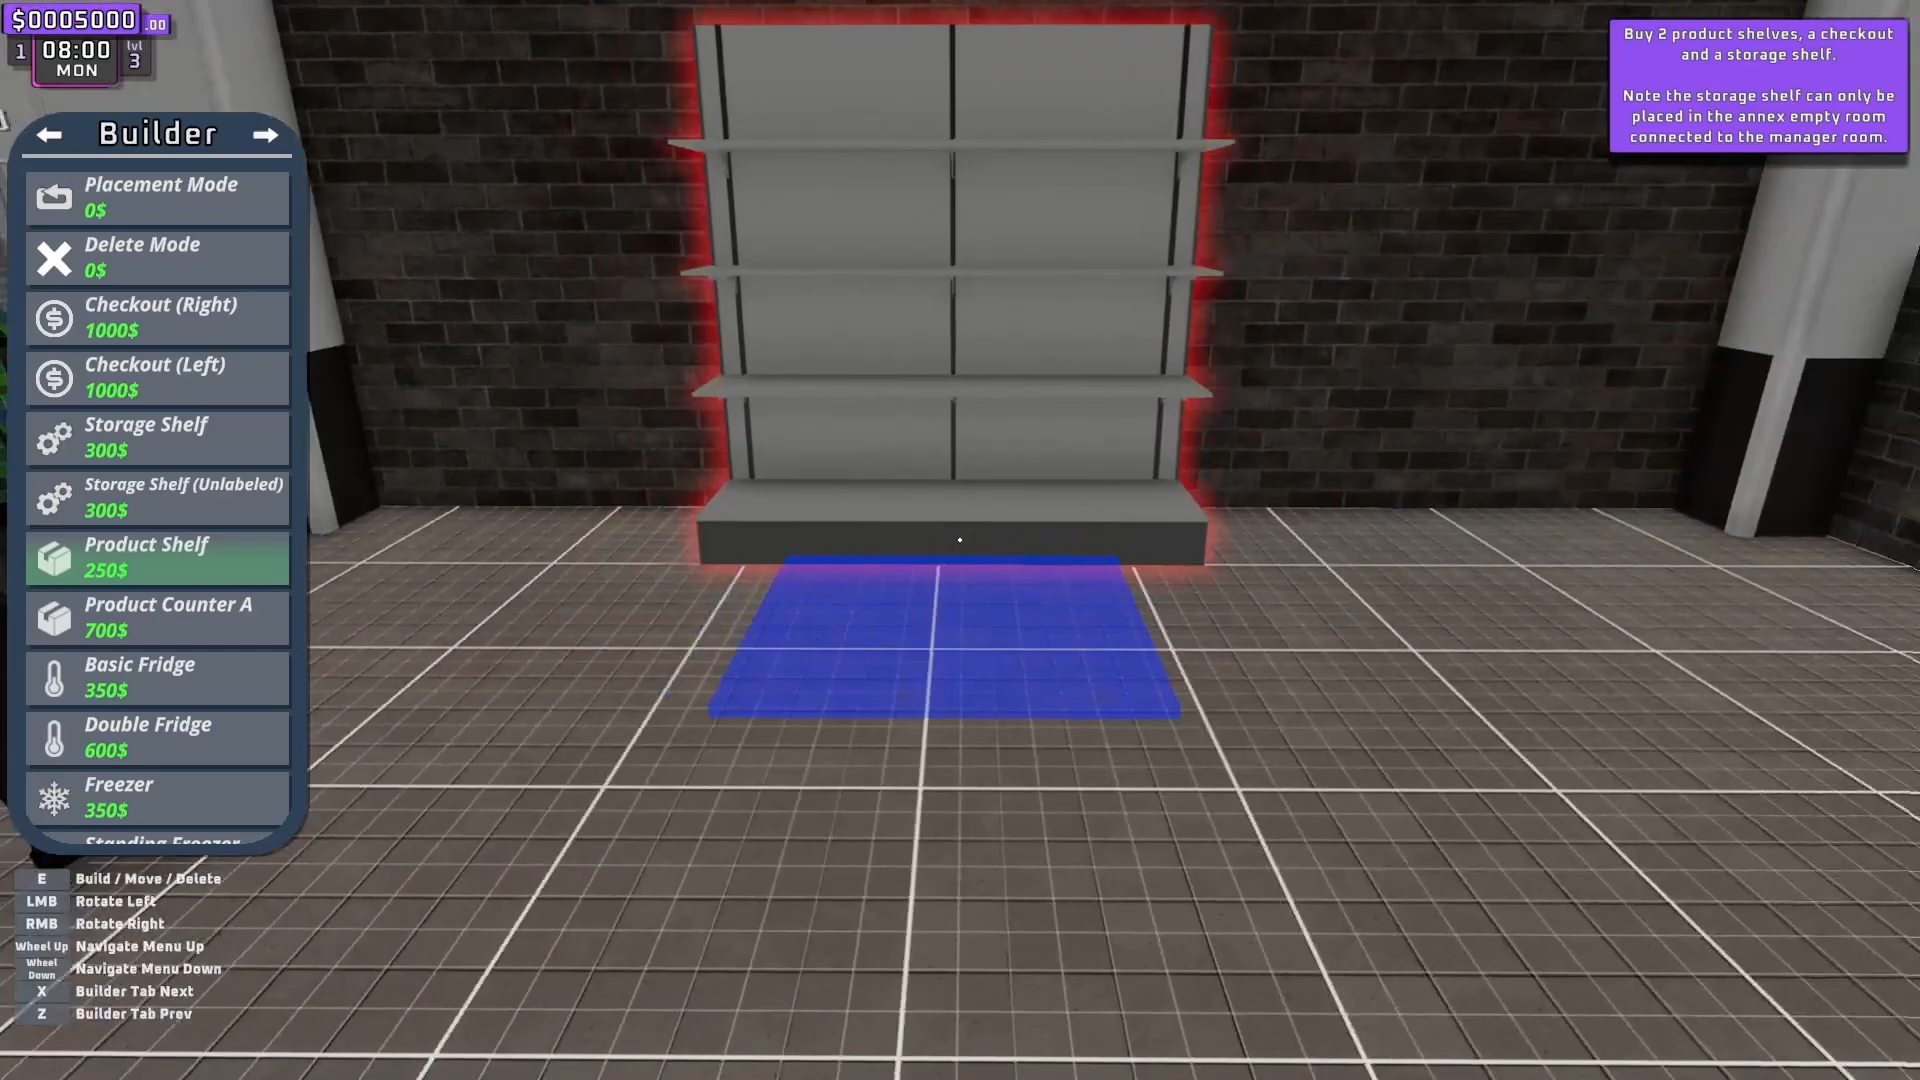 $0005000.00
1
08:00
MON
lvl
3
Buy 2 product shelves, a checkout
and a storage shelf.
Note the storage shelf can only be
placed in the annex empty room
connected to the manager room.
Builder
Placement Mode
0$
Delete Mode
0$
Checkout (Right)
1000$
Checkout (Left)
1000$
Storage Shelf
300$
Storage Shelf (Unlabeled)
300$
Product Shelf
250$
Product Counter A
700$
Basic Fridge
350$
Double Fridge
600$
Freezer
350$
Standing Freezer
E Build / Move / Delete
LMB Rotate Left
RMB Rotate Right
Wheel Up Navigate Menu Up
Wheel Down Navigate Menu Down
X Builder Tab Next
Z Builder Tab Prev